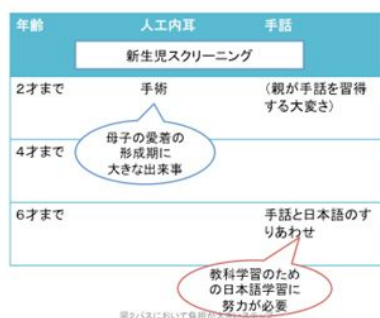 年齢 人工内耳 手話
新生児スクリーニング
2才まで 手術 (親が手話を習得
する大変さ)
母子の愛着の
形成期に
大きな出来事
4才まで
6才まで 手話と日本語のす
りあわせ
教科学習のため
の日本語学習に
努力が必要